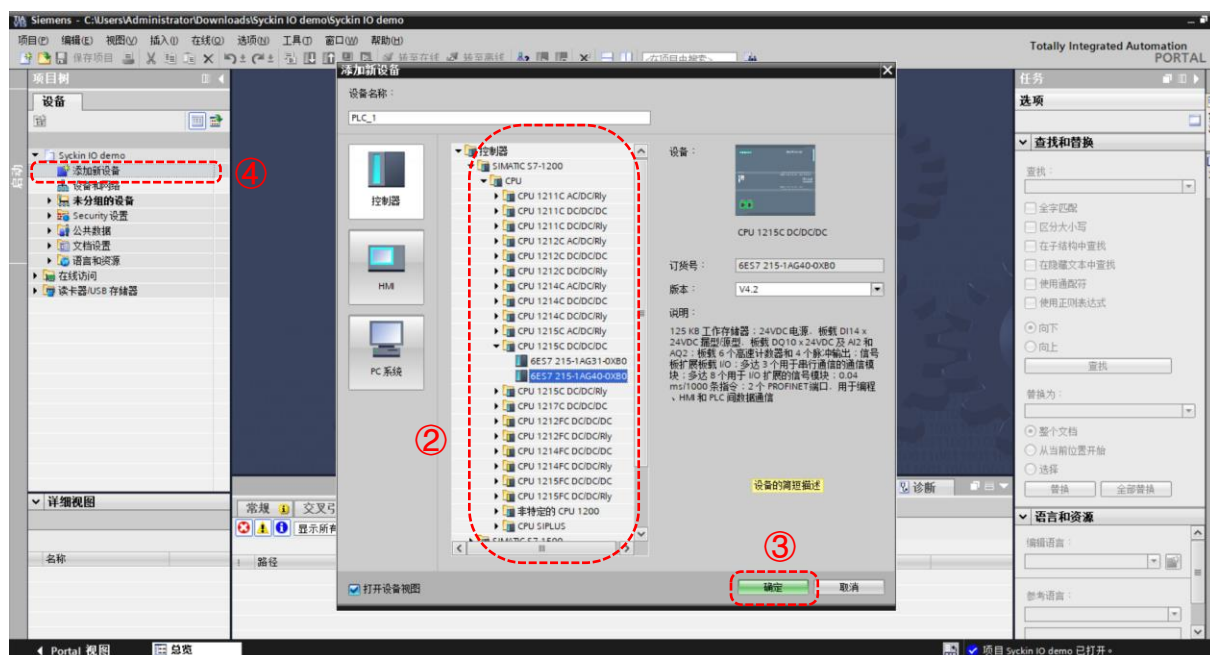 Siemens - C:\Users\Administrator\Downloads\Syckin IO demo\Syckin IO demo
项目(P) 编辑(E) 视图(V) 插入(I) 在线(O) 选项(N) 工具(T) 窗口(W) 帮助(H)
Totally Integrated Automation
PORTAL
保存项目
转至在线
转至离线
项目树
设备
Syckin IO demo
添加新设备
④
设备和网络
未分组的设备
Security 设置
公共数据
文档设置
语言和资源
在线访问
读卡器/USB 存储器
启动
详细视图
名称
添加新设备
设备名称：
PLC_1
控制器
HMI
PC 系统
控制器
SIMATIC S7-1200
CPU
CPU 1211C AC/DC/Rly
CPU 1211C DC/DC/DC
CPU 1211C DC/DC/Rly
CPU 1212C AC/DC/Rly
CPU 1212C DC/DC/DC
CPU 1212C DC/DC/Rly
CPU 1214C AC/DC/Rly
CPU 1214C DC/DC/DC
CPU 1214C DC/DC/Rly
CPU 1215C AC/DC/Rly
CPU 1215C DC/DC/DC
6ES7 215-1AG31-0XB0
6ES7 215-1AG40-0XB0
CPU 1215C DC/DC/Rly
CPU 1217C DC/DC/DC
CPU 1212FC DC/DC/DC
②
CPU 1212FC DC/DC/Rly
CPU 1214FC DC/DC/DC
CPU 1214FC DC/DC/Rly
CPU 1215FC DC/DC/DC
CPU 1215FC DC/DC/Rly
非特定的 CPU 1200
CPU SIPLUS
SIMATIC S7-1500
设备：
CPU 1215C DC/DC/DC
订货号： 6ES7 215-1AG40-0XB0
版本： V4.2
说明：
125 KB 工作存储器；24VDC 电源，板载 DI14 x
24VDC 漏型/源型，板载 DQ10 x 24VDC 及 AI2 和
AQ2；板载 6 个高速计数器和 4 个脉冲输出；信号
板扩展板载 I/O；多达 3 个用于串行通信的通信模
块；多达 8 个用于 I/O 扩展的信号模块；0.04
ms/1000 条指令；2 个 PROFINET 端口，用于编程
、HMI 和 PLC 间数据通信
设备的简短描述
③
打开设备视图
确定 取消
常规 交叉引
显示所有
路径
诊断
任务
选项
查找和替换
查找：
全字匹配
区分大小写
在子结构中查找
在隐藏文本中查找
使用通配符
使用正则表达式
向下
向上
查找
替换为：
整个文档
从当前位置开始
选择
替换 全部替换
语言和资源
编辑语言：
参考语言：
Portal 视图 总览
项目 Syckin IO demo 已打开。